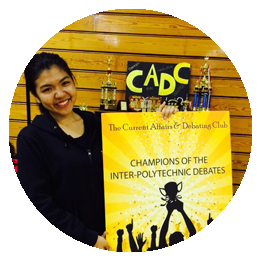 CADC
The Current Affairs & Debating Club
CHAMPIONS OF THE
INTER-POLYTECHNIC DEBATES